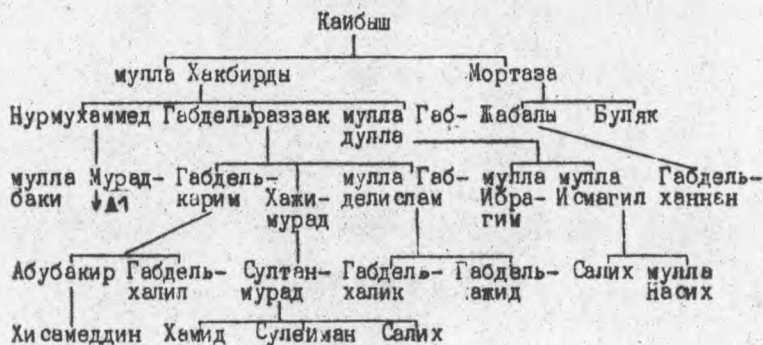 Каибыш
мулла Хакбирды Мортаза
Нурмухаммед Габдельраззак мулла Габ- Жабалы Буляк
дулла
мулла Мурад- Габдель- мулла Габ- мулла мулла Габдель-
баки ↓А1 карим Хажи- делислам Ибра- Исмагил ханнен
мурад гим
Абубакир Габдель- Султан- Габдель- Габдель- Салих мулла
халил мурад халик мажид Насих
Хисамеддин Хамид Сулейман Салих